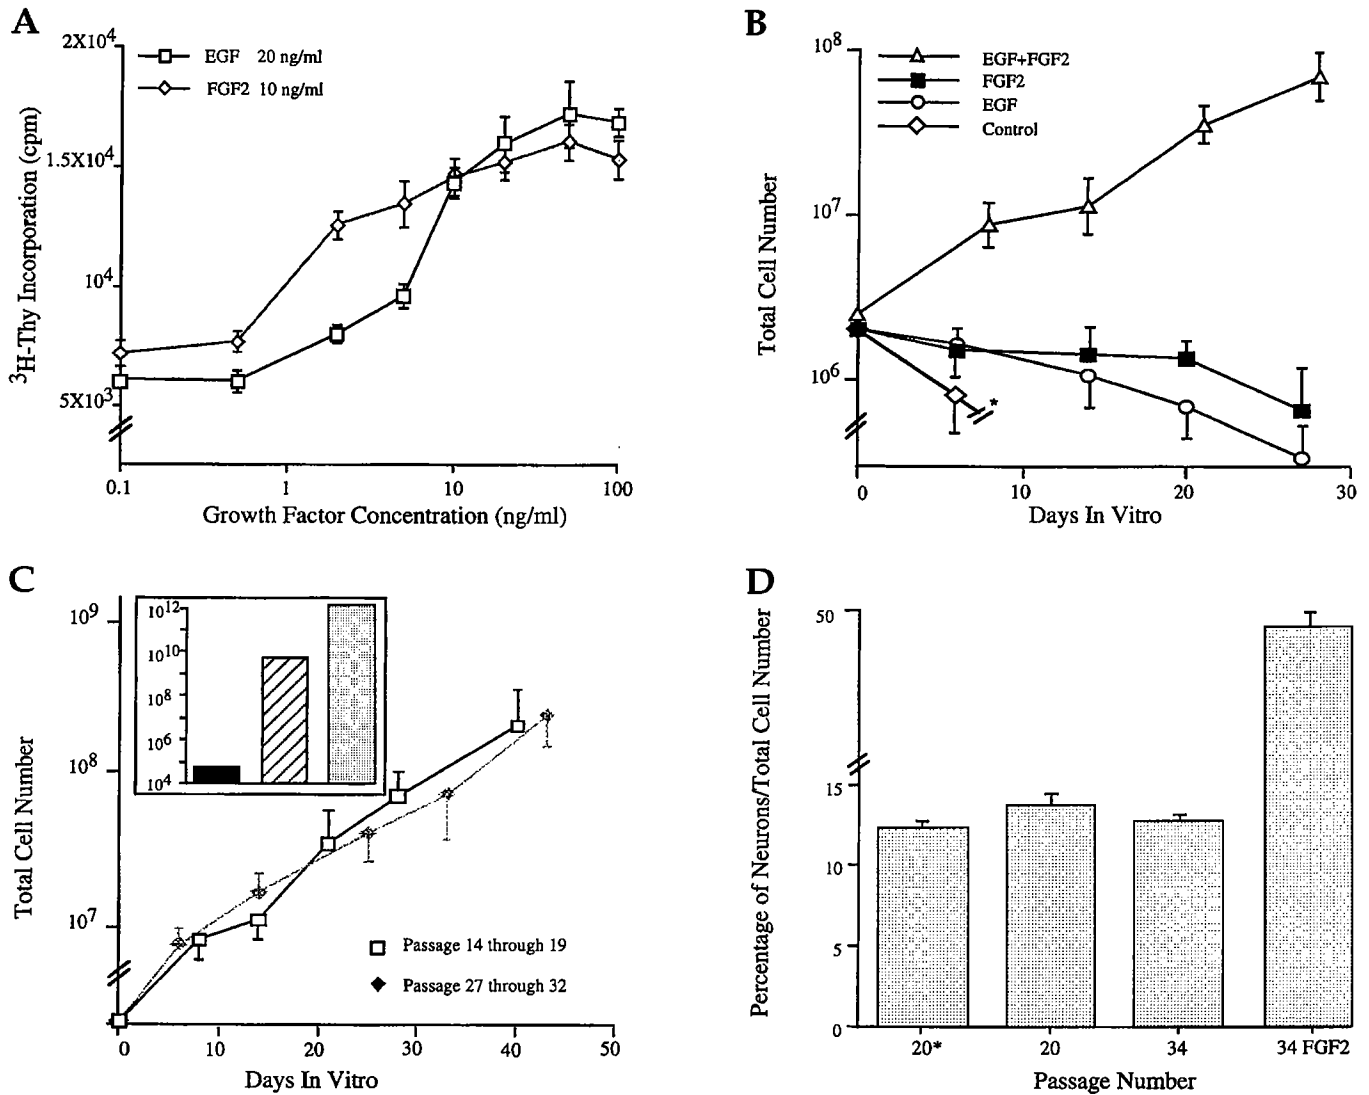 A
2X10⁴
1.5X10⁴
10⁴
5X10³
³H-Thy Incorporation (cpm)
EGF 20 ng/ml
FGF2 10 ng/ml
0.1 1 10 100
Growth Factor Concentration (ng/ml)
B
10⁸
10⁷
10⁶
Total Cell Number
EGF+FGF2
FGF2
EGF
Control
*
0 10 20 30
Days In Vitro
C
10⁹
10⁸
10⁷
Total Cell Number
10¹²
10¹⁰
10⁸
10⁶
10⁴
Passage 14 through 19
Passage 27 through 32
0 10 20 30 40 50
Days In Vitro
D
50
15
10
5
0
Percentage of Neurons/Total Cell Number
20* 20 34 34 FGF2
Passage Number